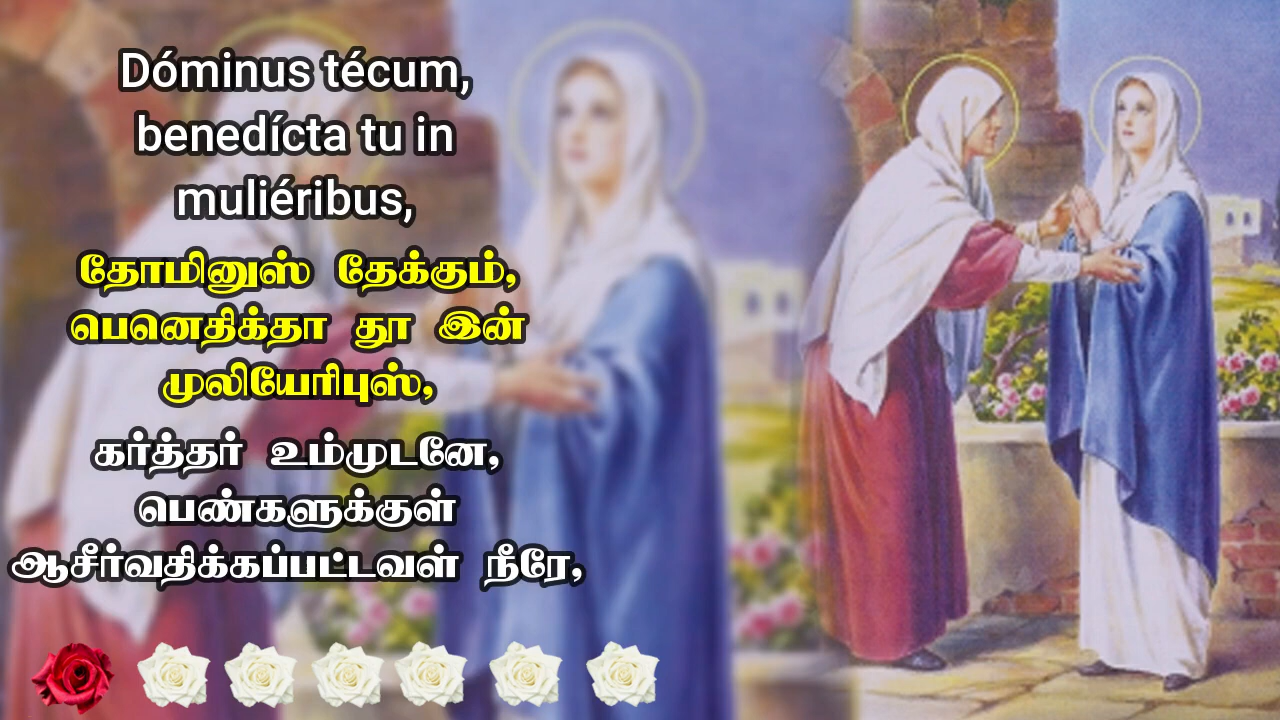 Dóminus técum,
benedícta tu in
muliéribus,
தோமினுஸ் தேக்கும்,
பெனெதிக்தா தூ இன்
முலியேரிபுஸ்,
கர்த்தர் உம்முடனே,
பெண்களுக்குள்
ஆசீர்வதிக்கப்பட்டவள் நீரே,